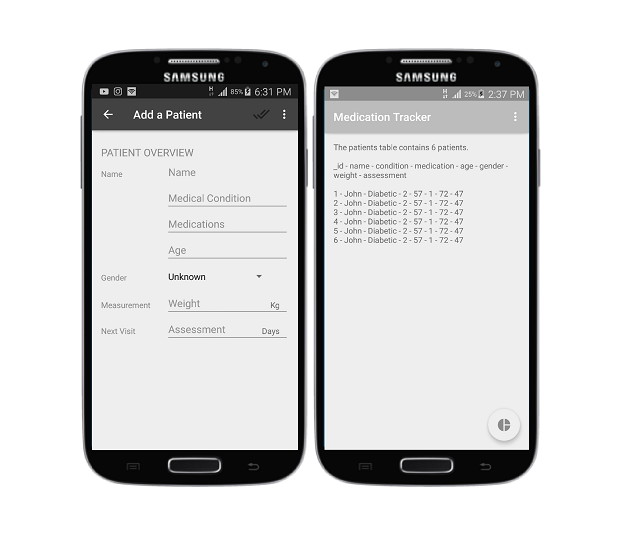 SAMSUNG
H 85% 6:31 PM
Add a Patient
PATIENT OVERVIEW
Name Name
Medical Condition
Medications
Age
Gender Unknown
Measurement Weight Kg
Next Visit Assessment Days
SAMSUNG
H 25% 2:37 PM
Medication Tracker
The patients table contains 6 patients.
_id - name - condition - medication - age - gender -
weight - assessment
1 - John - Diabetic - 2 - 57 - 1 - 72 - 47
2 - John - Diabetic - 2 - 57 - 1 - 72 - 47
3 - John - Diabetic - 2 - 57 - 1 - 72 - 47
4 - John - Diabetic - 2 - 57 - 1 - 72 - 47
5 - John - Diabetic - 2 - 57 - 1 - 72 - 47
6 - John - Diabetic - 2 - 57 - 1 - 72 - 47